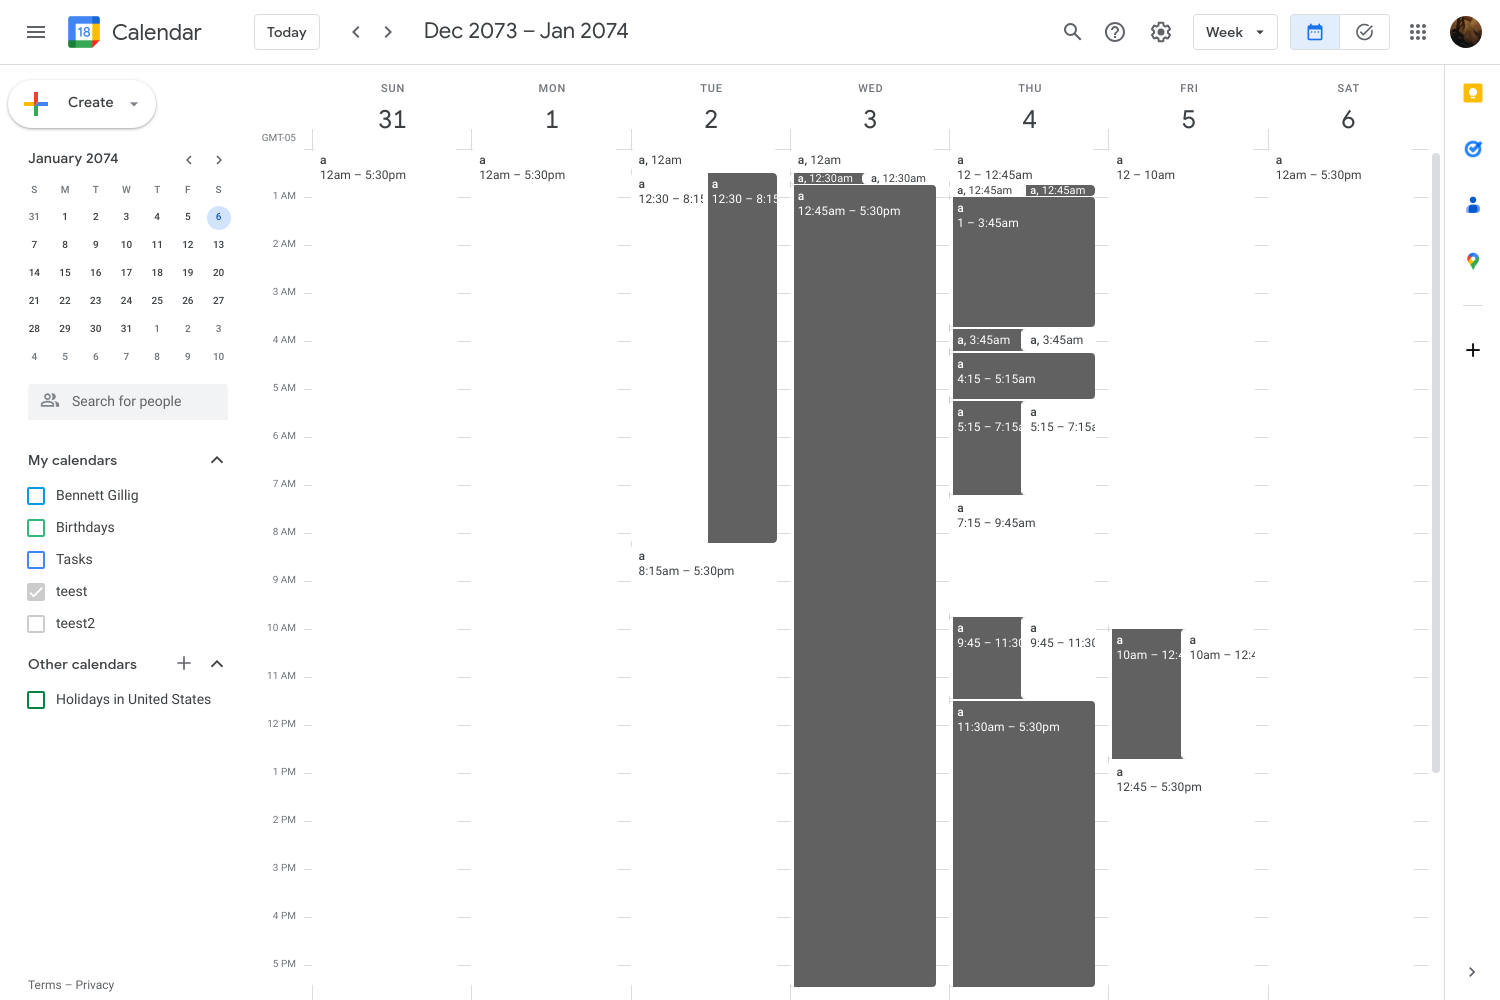 18 Calendar Today Dec 2073 – Jan 2074 Week
Create
January 2074
S M T W T F S
31 1 2 3 4 5 6
7 8 9 10 11 12 13
14 15 16 17 18 19 20
21 22 23 24 25 26 27
28 29 30 31 1 2 3
4 5 6 7 8 9 10
Search for people
My calendars
Bennett Gillig
Birthdays
Tasks
teest
teest2
Other calendars
Holidays in United States
Terms – Privacy
GMT-05
SUN MON TUE WED THU FRI SAT
31 1 2 3 4 5 6
1 AM
2 AM
3 AM
4 AM
5 AM
6 AM
7 AM
8 AM
9 AM
10 AM
11 AM
12 PM
1 PM
2 PM
3 PM
4 PM
5 PM
a
12am – 5:30pm
a
12am – 5:30pm
a, 12am
a
12:30 – 8:15
a
12:30 – 8:15
a
8:15am – 5:30pm
a, 12am
a, 12:30am
a, 12:30am
a
12:45am – 5:30pm
a
12 – 12:45am
a, 12:45am
a, 12:45am
a
1 – 3:45am
a, 3:45am
a, 3:45am
a
4:15 – 5:15am
a
5:15 – 7:15a
a
5:15 – 7:15a
a
7:15 – 9:45am
a
9:45 – 11:30
a
9:45 – 11:30
a
11:30am – 5:30pm
a
12 – 10am
a
10am – 12:4
a
10am – 12:4
a
12:45 – 5:30pm
a
12am – 5:30pm